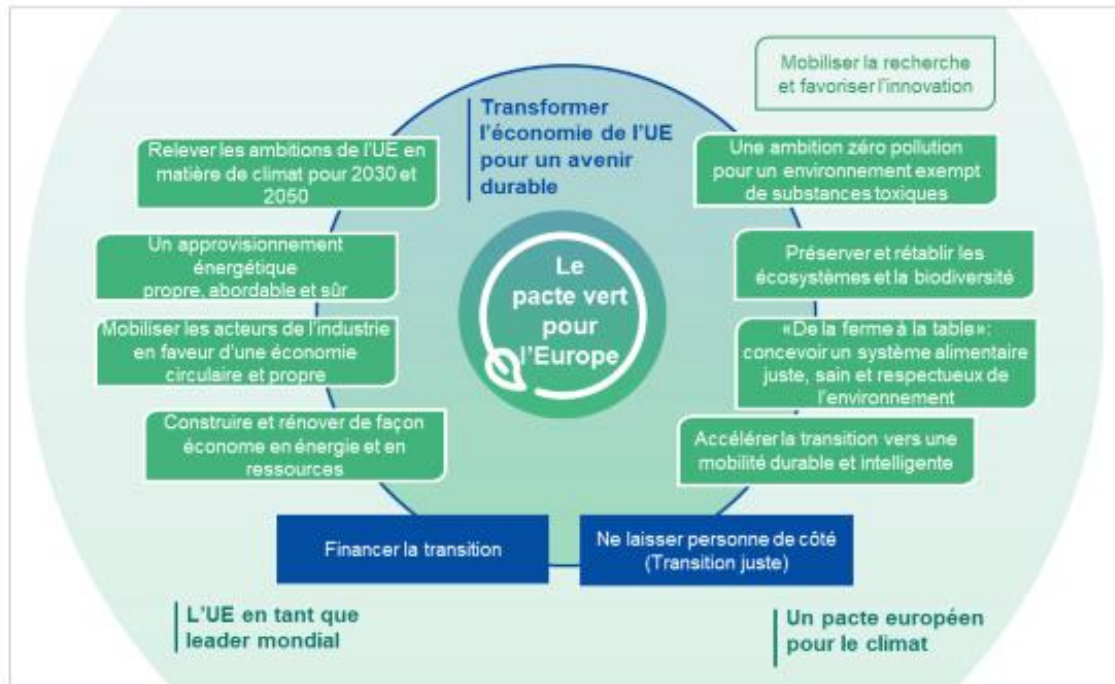 Mobiliser la recherche
et favoriser l'innovation
Transformer
l'économie de l'UE
pour un avenir
durable
Relever les ambitions de l'UE en
matière de climat pour 2030 et
2050
Une ambition zéro pollution
pour un environnement exempt
de substances toxiques
Un approvisionnement
énergétique
propre, abordable et sûr
Préserver et rétablir les
écosystèmes et la biodiversité
Le
pacte vert
pour
l'Europe
Mobiliser les acteurs de l'industrie
en faveur d'une économie
circulaire et propre
«De la ferme à la table»:
concevoir un système alimentaire
juste, sain et respectueux de
l'environnement
Construire et rénover de façon
économe en énergie et en
ressources
Accélérer la transition vers une
mobilité durable et intelligente
Financer la transition
Ne laisser personne de côté
(Transition juste)
L'UE en tant que
leader mondial
Un pacte européen
pour le climat